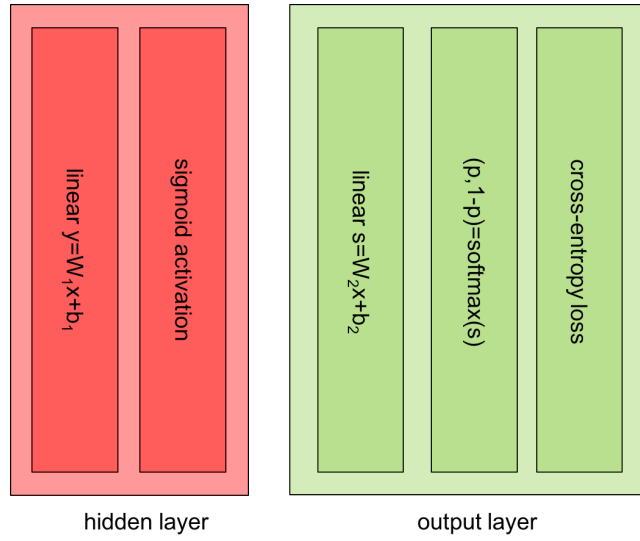 linear y=W₁x+b₁
sigmoid activation
linear s=W₂x+b₂
(p,1-p)=softmax(s)
cross-entropy loss
hidden layer
output layer